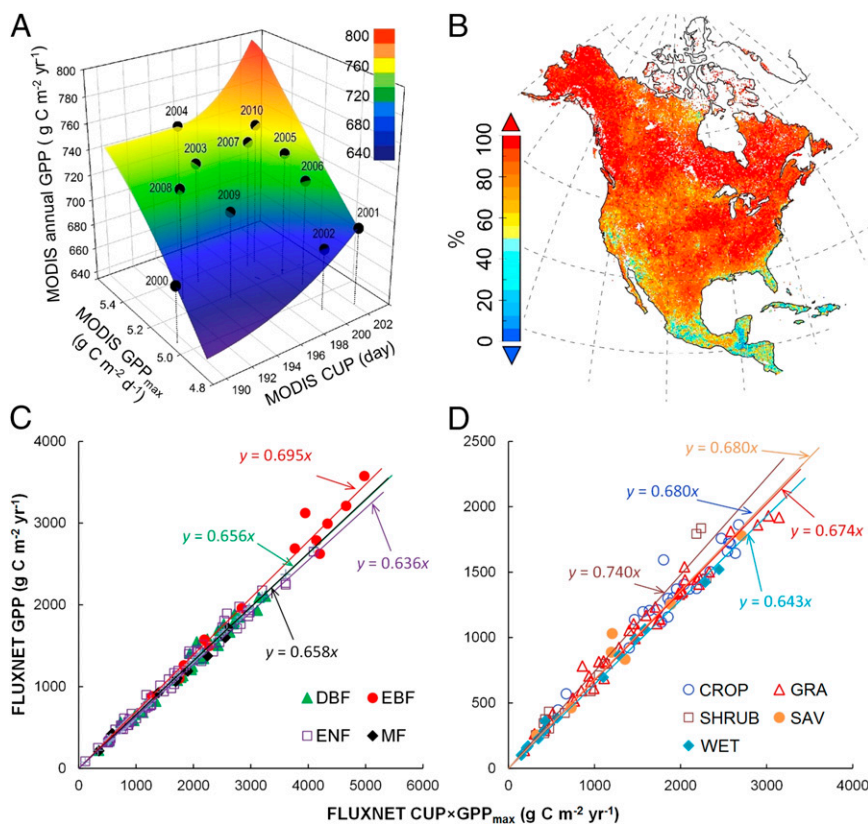 A
MODIS annual GPP ( g C m⁻² yr⁻¹)
800
780
760
740
720
700
680
660
640
800
760
720
680
640
2004
2010
2003
2007
2005
2008
2006
2009
2001
2002
2000
5.4
5.2
5.0
4.8
MODIS GPPmax
(g C m⁻² d⁻¹)
190
192
194
196
198
200
202
MODIS CUP (day)
B
%
100
80
60
40
20
0
C
FLUXNET GPP (g C m⁻² yr⁻¹)
4000
3000
2000
1000
0
y = 0.695x
y = 0.656x
y = 0.636x
y = 0.658x
DBF
EBF
ENF
MF
0
1000
2000
3000
4000
5000
6000
D
2500
2000
1500
1000
500
0
y = 0.680x
y = 0.680x
y = 0.674x
y = 0.740x
y = 0.643x
CROP
GRA
SHRUB
SAV
WET
0
1000
2000
3000
4000
FLUXNET CUP×GPPmax (g C m⁻² yr⁻¹)